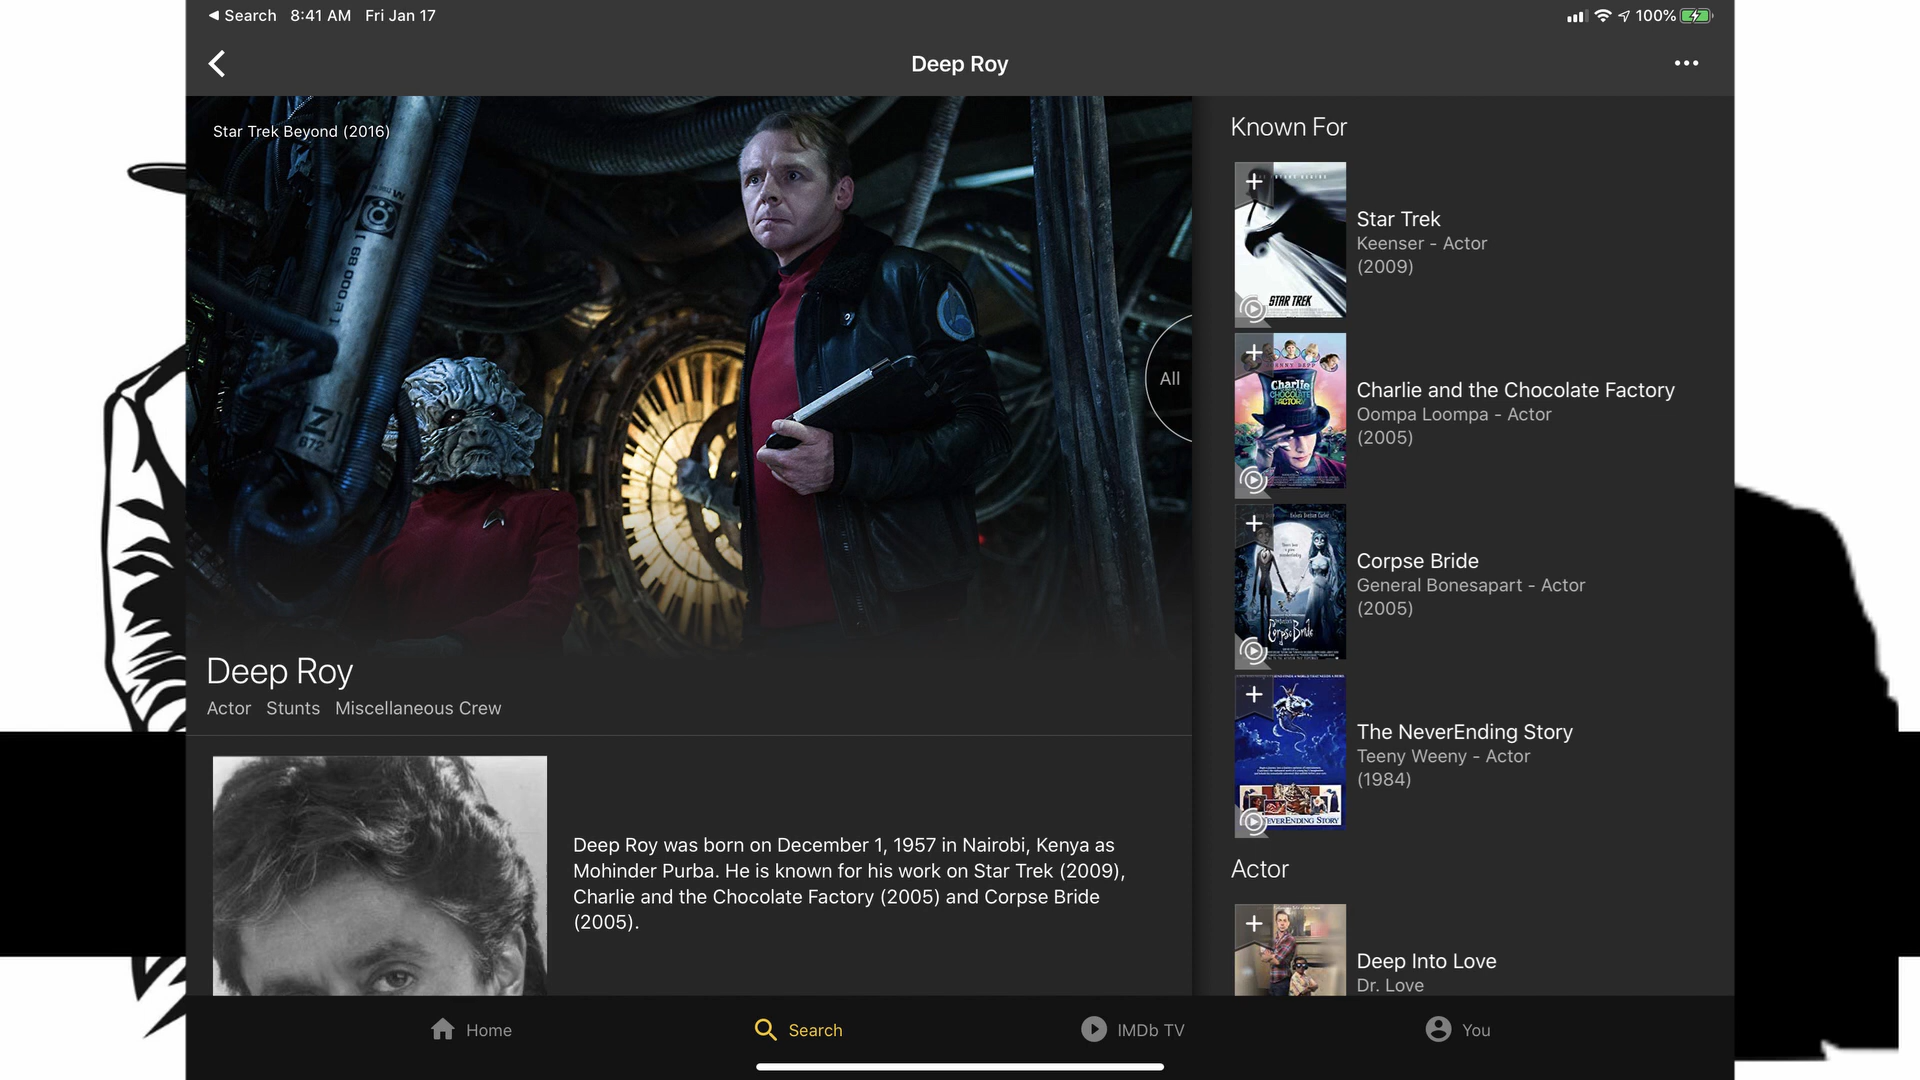 Search 8:41 AM Fri Jan 17
100%
Deep Roy
Star Trek Beyond (2016)
All
Deep Roy
Actor Stunts Miscellaneous Crew
Deep Roy was born on December 1, 1957 in Nairobi, Kenya as
Mohinder Purba. He is known for his work on Star Trek (2009),
Charlie and the Chocolate Factory (2005) and Corpse Bride
(2005).
Known For
STAR TREK
Star Trek
Keenser - Actor
(2009)
Charlie
Charlie and the Chocolate Factory
Oompa Loompa - Actor
(2005)
Corpse Bride
Corpse Bride
General Bonesapart - Actor
(2005)
The NeverEnding Story
Teeny Weeny - Actor
(1984)
Actor
Deep Into Love
Dr. Love
Home
Search
IMDb TV
You